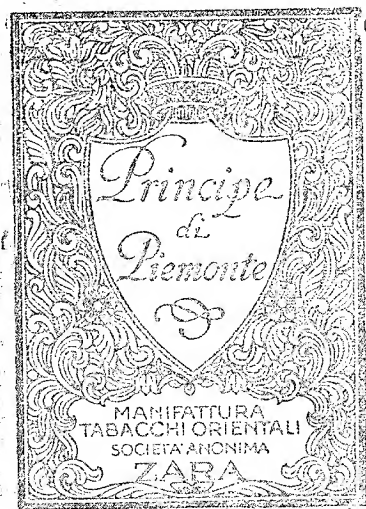 Principe
di
Piemonte
MANIFATTURA
TABACCHI ORIENTALI
SOCIETA' ANONIMA
ZARA